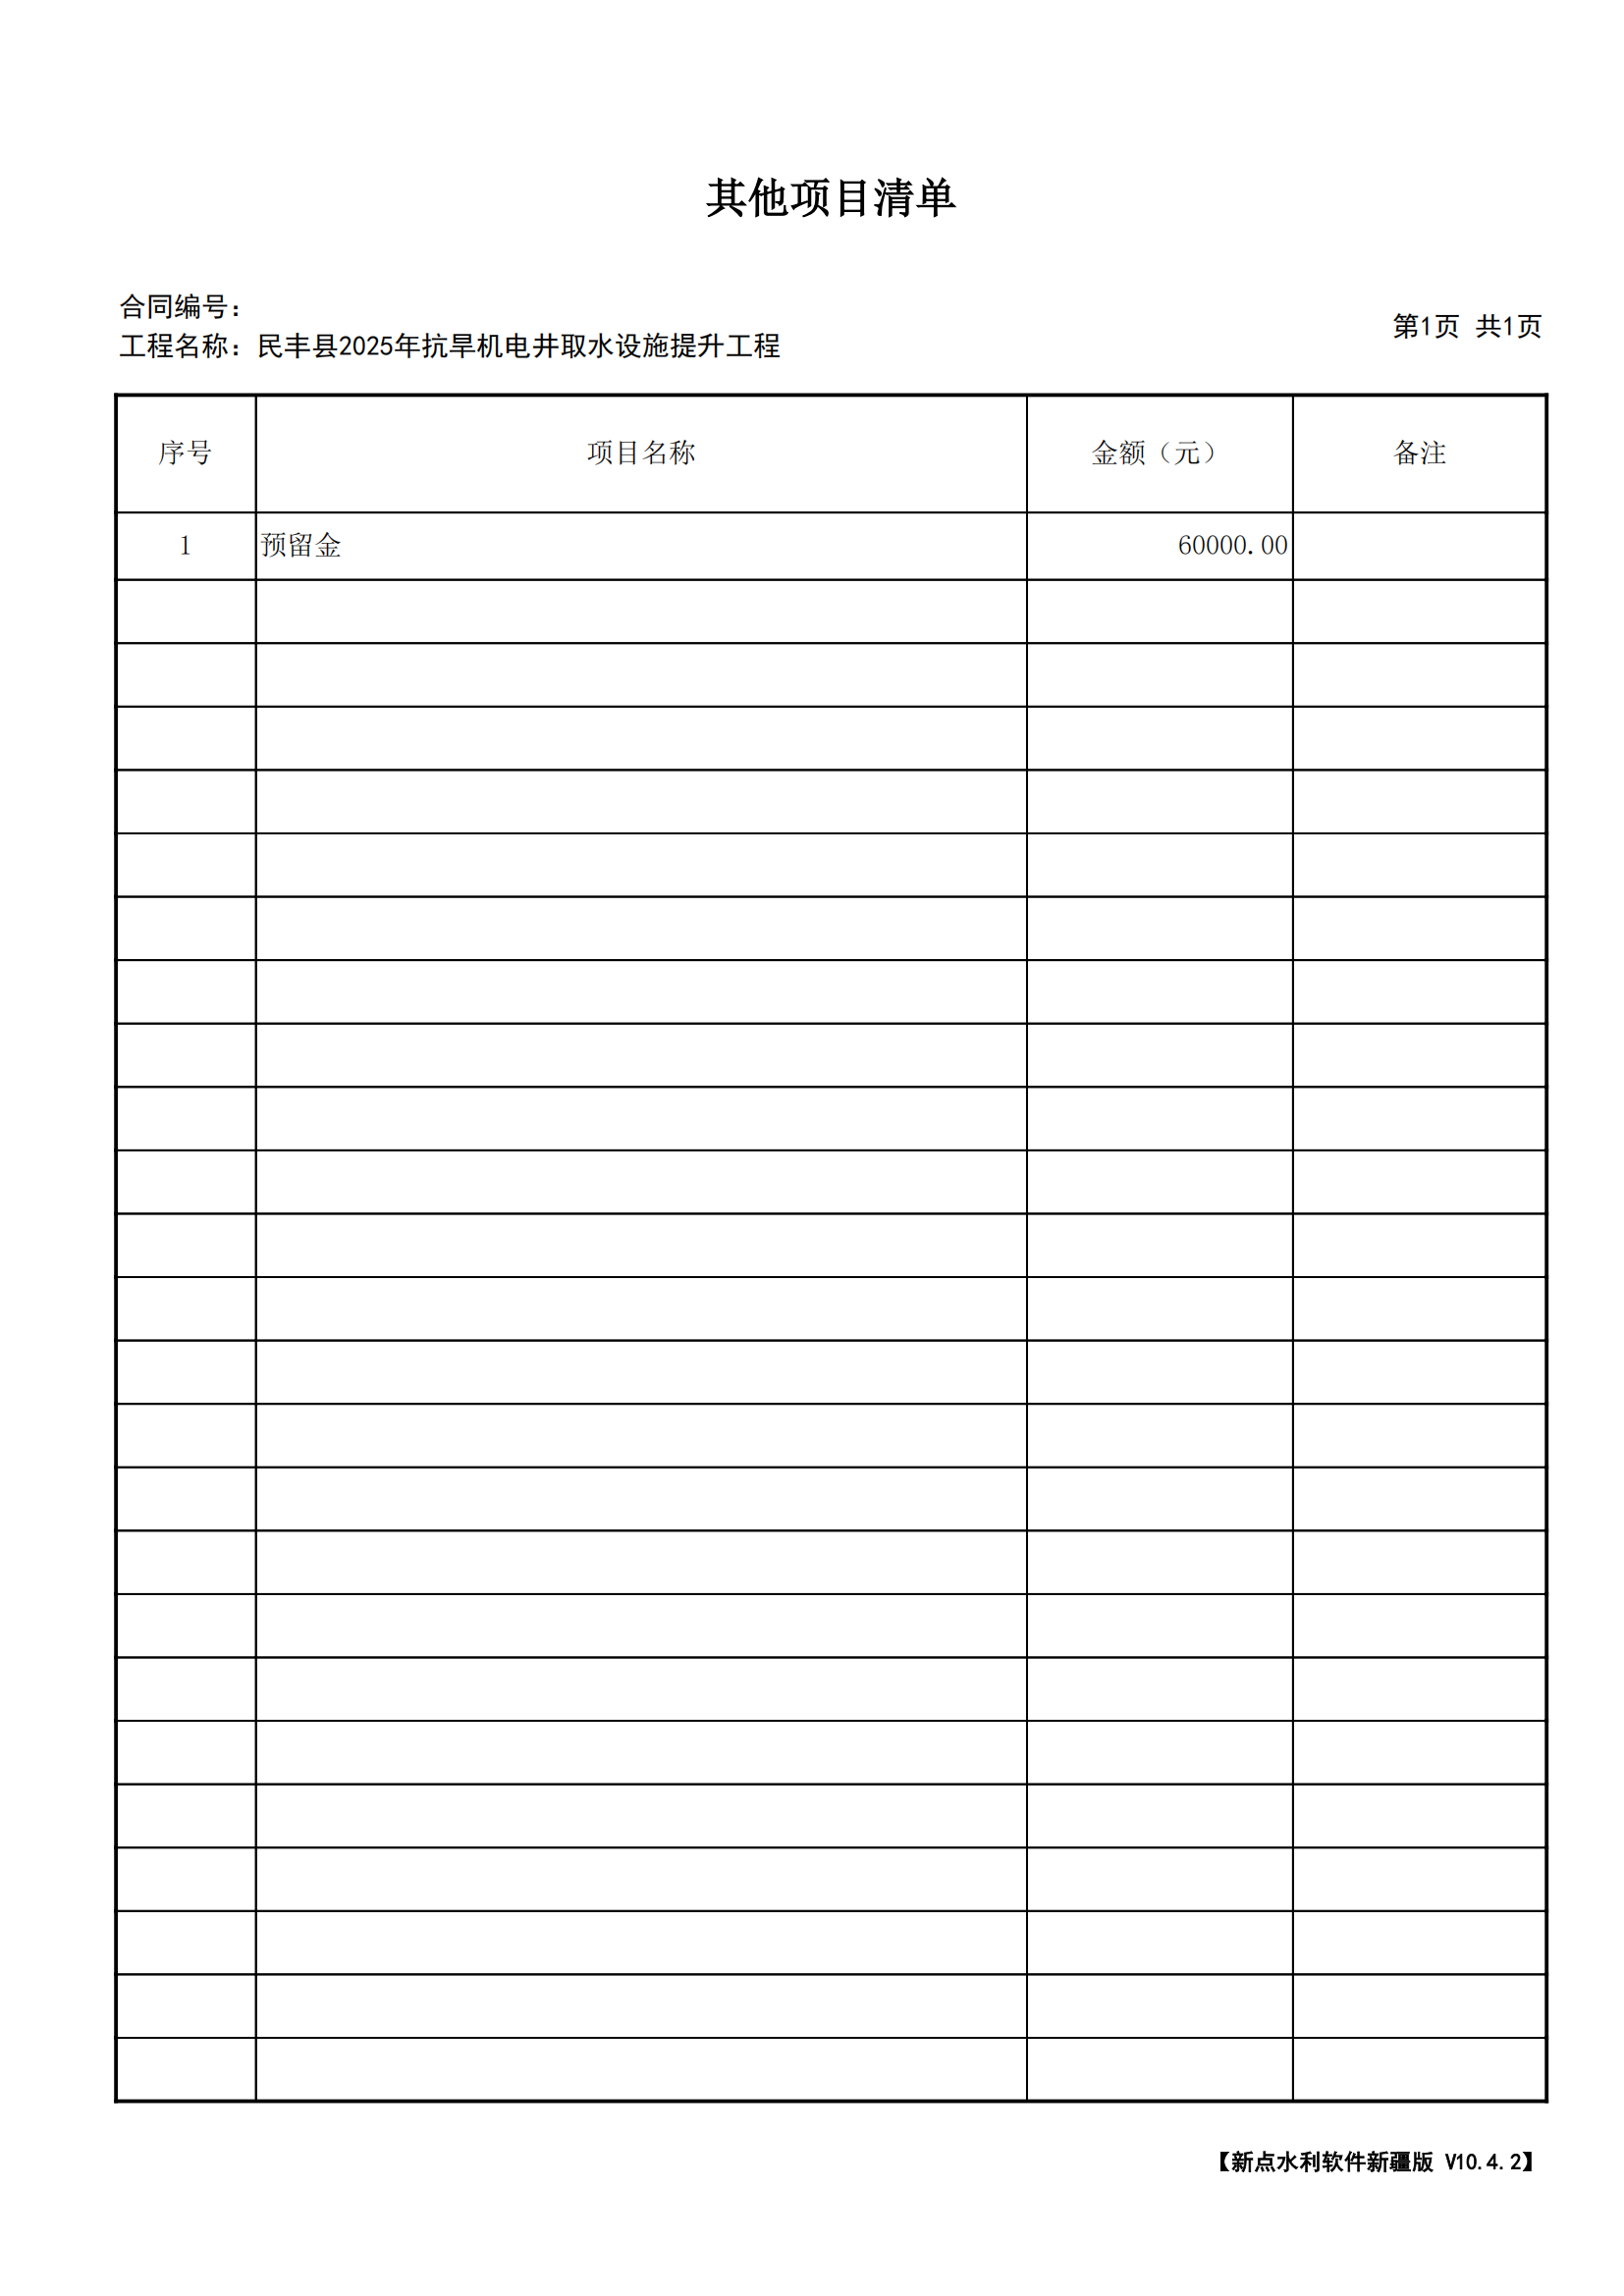 其他项目清单
合同编号：
工程名称：民丰县2025年抗旱机电井取水设施提升工程
第1页 共1页
序号 项目名称 金额（元） 备注
1 预留金 60000.00
【新点水利软件新疆版 V10.4.2】